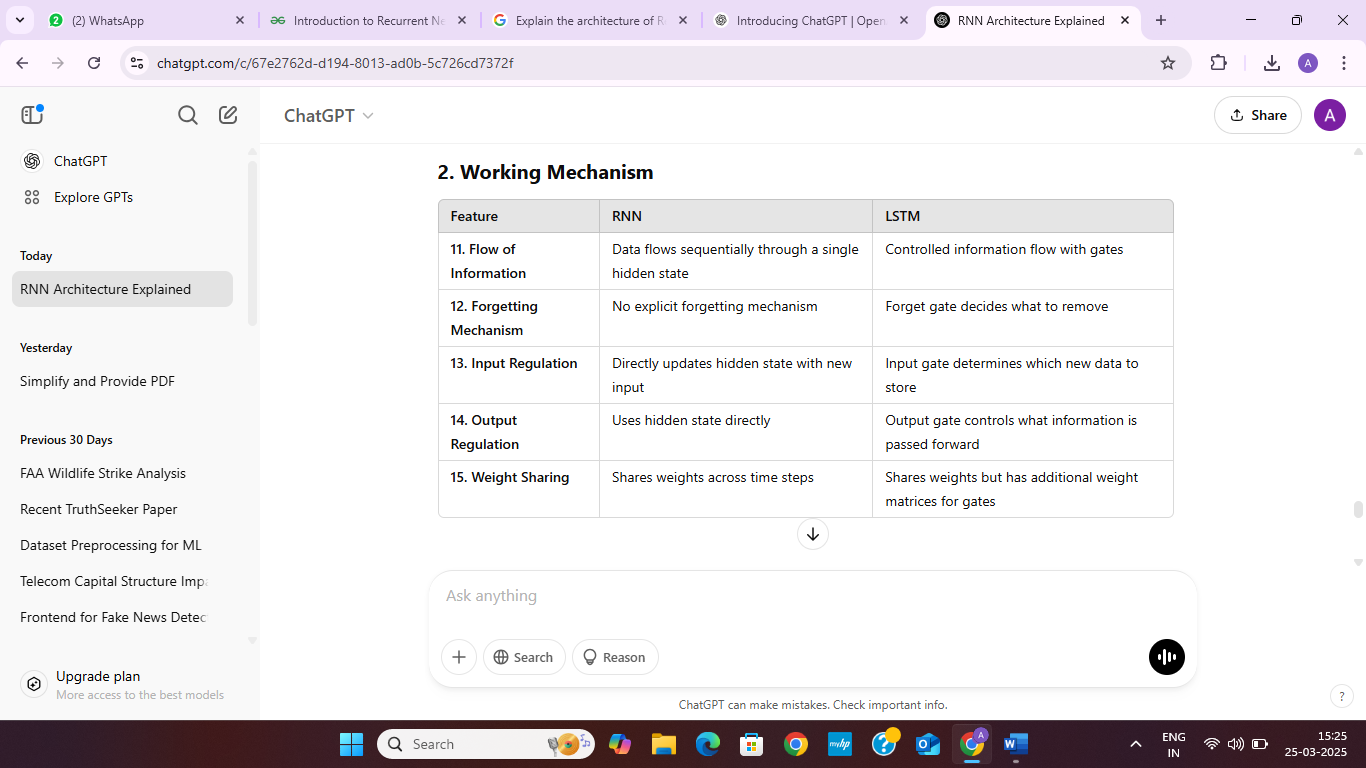 (2) WhatsApp
Introduction to Recurrent Ne
Explain the architecture of R
Introducing ChatGPT | Open
RNN Architecture Explained
chatgpt.com/c/67e2762d-d194-8013-ad0b-5c726cd7372f
A
ChatGPT
Share
A
ChatGPT
Explore GPTs
Today
RNN Architecture Explained
Yesterday
Simplify and Provide PDF
Previous 30 Days
FAA Wildlife Strike Analysis
Recent TruthSeeker Paper
Dataset Preprocessing for ML
Telecom Capital Structure Impa
Frontend for Fake News Detec
Upgrade plan
More access to the best models
2. Working Mechanism
Feature RNN LSTM
11. Flow of Information
Data flows sequentially through a single hidden state
Controlled information flow with gates
12. Forgetting Mechanism
No explicit forgetting mechanism
Forget gate decides what to remove
13. Input Regulation
Directly updates hidden state with new input
Input gate determines which new data to store
14. Output Regulation
Uses hidden state directly
Output gate controls what information is passed forward
15. Weight Sharing
Shares weights across time steps
Shares weights but has additional weight matrices for gates
Ask anything
Search
Reason
ChatGPT can make mistakes. Check important info.
?
Search
myhp
A
ENG
IN
15:25
25-03-2025